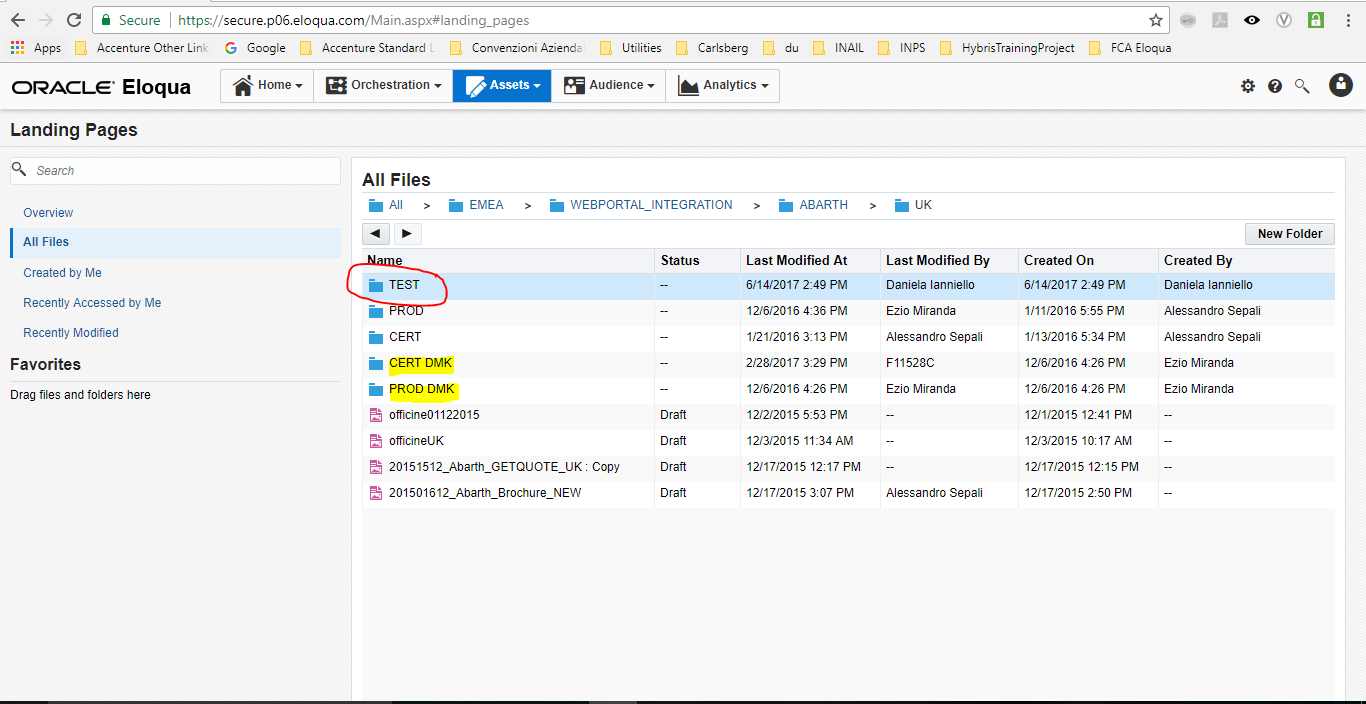 Secure https://secure.p06.eloqua.com/Main.aspx#landing_pages
Apps Accenture Other Link Google Accenture Standard L Convenzioni Azienda Utilities Carlsberg du INAIL INPS HybrisTrainingProject FCA Eloqua
ORACLE Eloqua Home Orchestration Assets Audience Analytics
Landing Pages
Search
Overview
All Files
Created by Me
Recently Accessed by Me
Recently Modified
Favorites
Drag files and folders here
All Files
All > EMEA > WEBPORTAL_INTEGRATION > ABARTH > UK
New Folder
Name Status Last Modified At Last Modified By Created On Created By
TEST -- 6/14/2017 2:49 PM Daniela Ianniello 6/14/2017 2:49 PM Daniela Ianniello
PROD -- 12/6/2016 4:36 PM Ezio Miranda 1/11/2016 5:55 PM Alessandro Sepali
CERT -- 1/21/2016 3:13 PM Alessandro Sepali 1/13/2016 5:34 PM Alessandro Sepali
CERT DMK -- 2/28/2017 3:29 PM F11528C 12/6/2016 4:26 PM Ezio Miranda
PROD DMK -- 12/6/2016 4:26 PM Ezio Miranda 12/6/2016 4:26 PM Ezio Miranda
officine01122015 Draft 12/2/2015 5:53 PM -- 12/1/2015 12:41 PM --
officineUK Draft 12/3/2015 11:34 AM -- 12/3/2015 10:17 AM --
20151512_Abarth_GETQUOTE_UK : Copy Draft 12/17/2015 12:17 PM -- 12/17/2015 12:15 PM --
201501612_Abarth_Brochure_NEW Draft 12/17/2015 3:07 PM Alessandro Sepali 12/17/2015 2:50 PM --